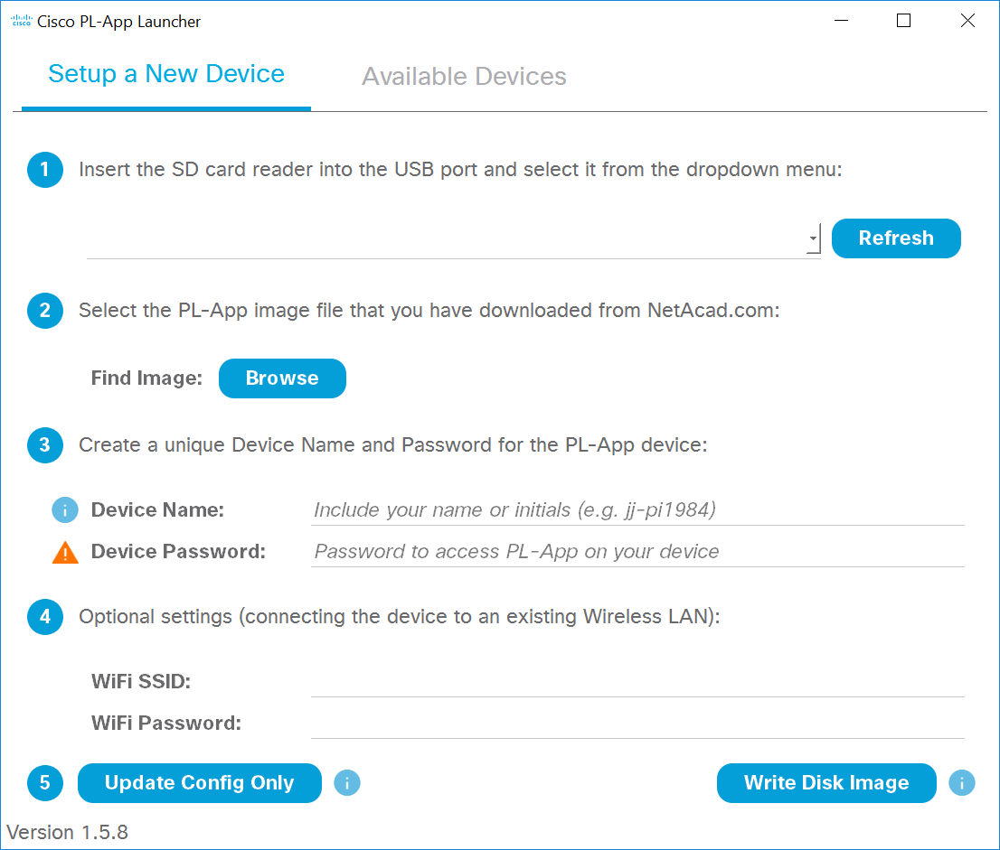 CISCO Cisco PL-App Launcher
Setup a New Device Available Devices
1 Insert the SD card reader into the USB port and select it from the dropdown menu:
Refresh
2 Select the PL-App image file that you have downloaded from NetAcad.com:
Find Image: Browse
3 Create a unique Device Name and Password for the PL-App device:
i Device Name: Include your name or initials (e.g. jj-pi1984)
! Device Password: Password to access PL-App on your device
4 Optional settings (connecting the device to an existing Wireless LAN):
WiFi SSID:
WiFi Password:
5 Update Config Only i Write Disk Image i
Version 1.5.8